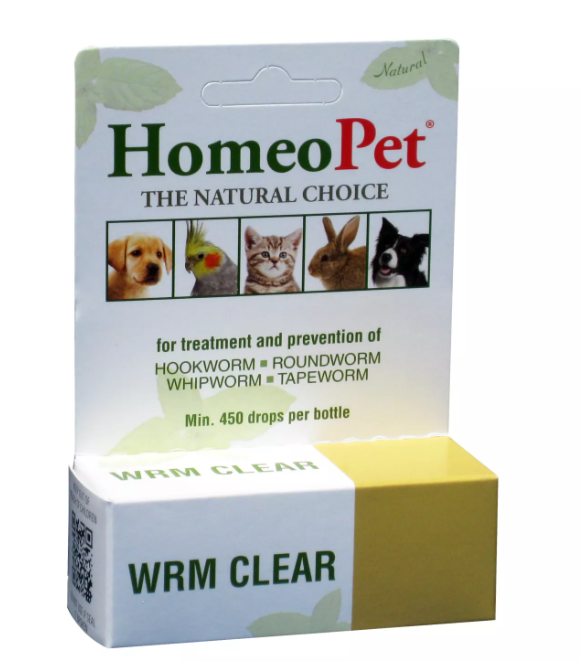 Natural
HomeoPet®
THE NATURAL CHOICE
for treatment and prevention of
HOOKWORM ▪ ROUNDWORM
WHIPWORM ▪ TAPEWORM
Min. 450 drops per bottle
WRM CLEAR
WRM CLEAR